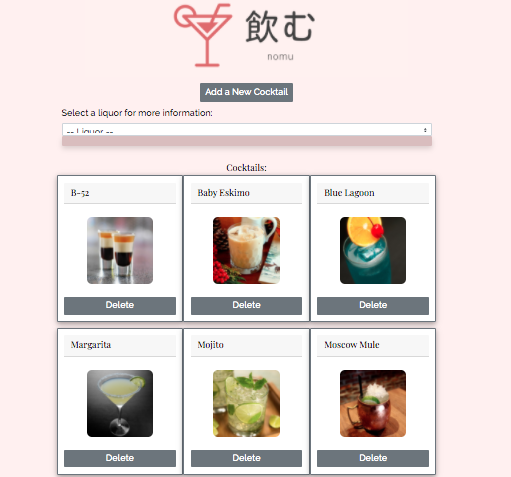 飲む
nomu
Add a New Cocktail
Select a liquor for more information:
-- Liquor --
Cocktails:
B-52 Baby Eskimo Blue Lagoon
Delete Delete Delete
Margarita Mojito Moscow Mule
Delete Delete Delete